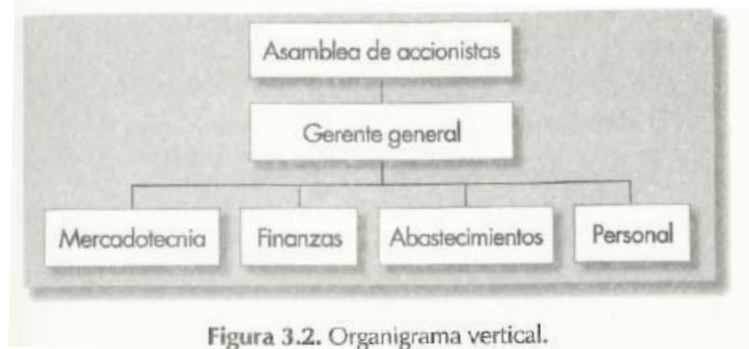 Asamblea de accionistas
Gerente general
Mercadotecnia
Finanzas
Abastecimientos
Personal
Figura 3.2. Organigrama vertical.